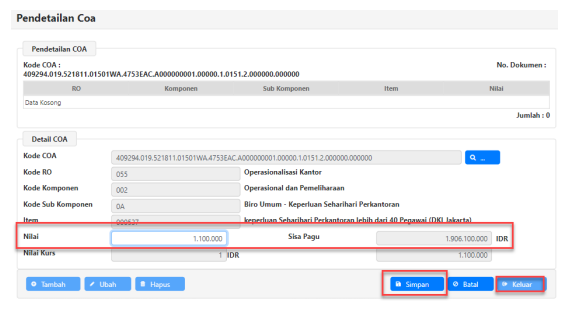 Pendetailan Coa
Pendetailan COA
Kode COA : No. Dokumen :
409294.019.521811.01501WA.4753EAC.A000000001.00000.1.0151.2.000000.000000
RO Komponen Sub Komponen Item Nilai
Data Kosong
Jumlah : 0
Detail COA
Kode COA 409294.019.521811.01501WA.4753EAC.A000000001.00000.1.0151.2.000000.000000
Kode RO 055 Operasionalisasi Kantor
Kode Komponen 002 Operasional dan Pemeliharaan
Kode Sub Komponen 0A Biro Umum - Keperluan Sehari​hari Perkantoran
Item 000537 keperluan Seharihari Perkantoran lebih dari 40 Pegawai (DKI Jakarta)
Nilai 1.100.000 Sisa Pagu 1.906.100.000 IDR
Nilai Kurs 1 IDR 1.100.000
Tambah Ubah Hapus Simpan Batal Keluar